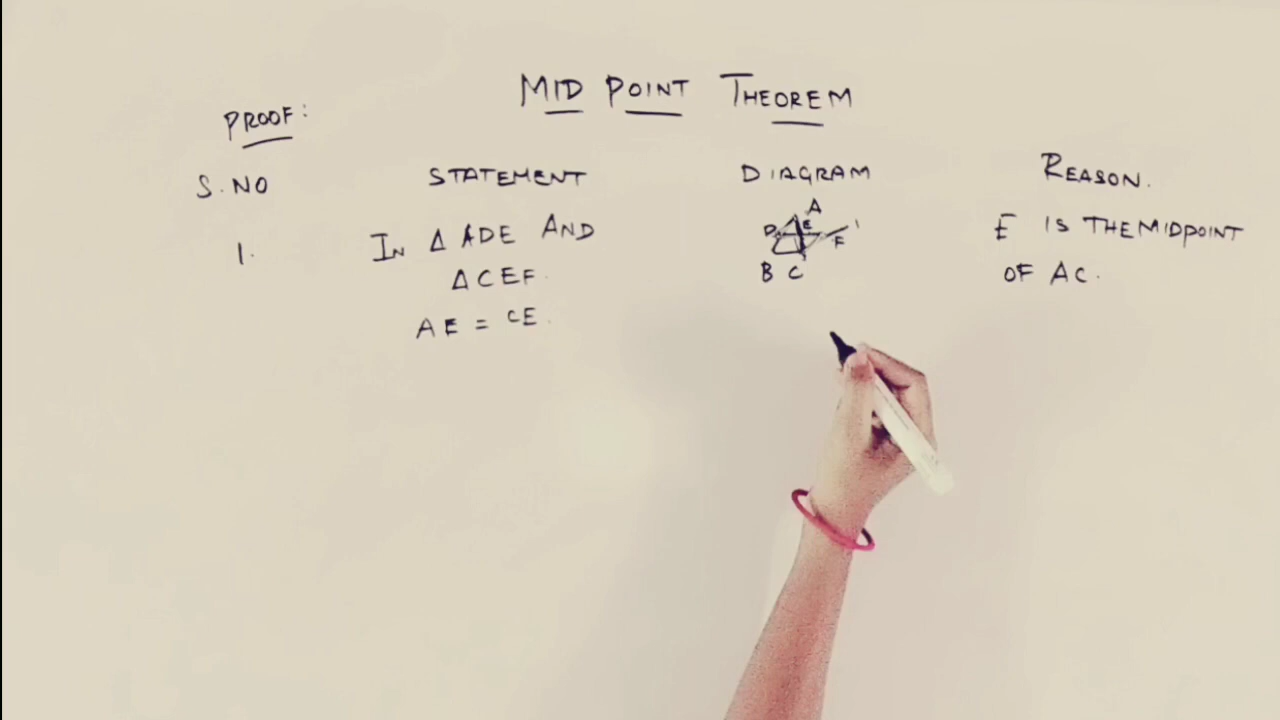 MID POINT THEOREM
PROOF:
S.NO STATEMENT DIAGRAM REASON.
1. IN Δ ADE AND
ΔCEF.
AE = CE.
A
D E
F
B C
E IS THE MIDPOINT
OF AC.